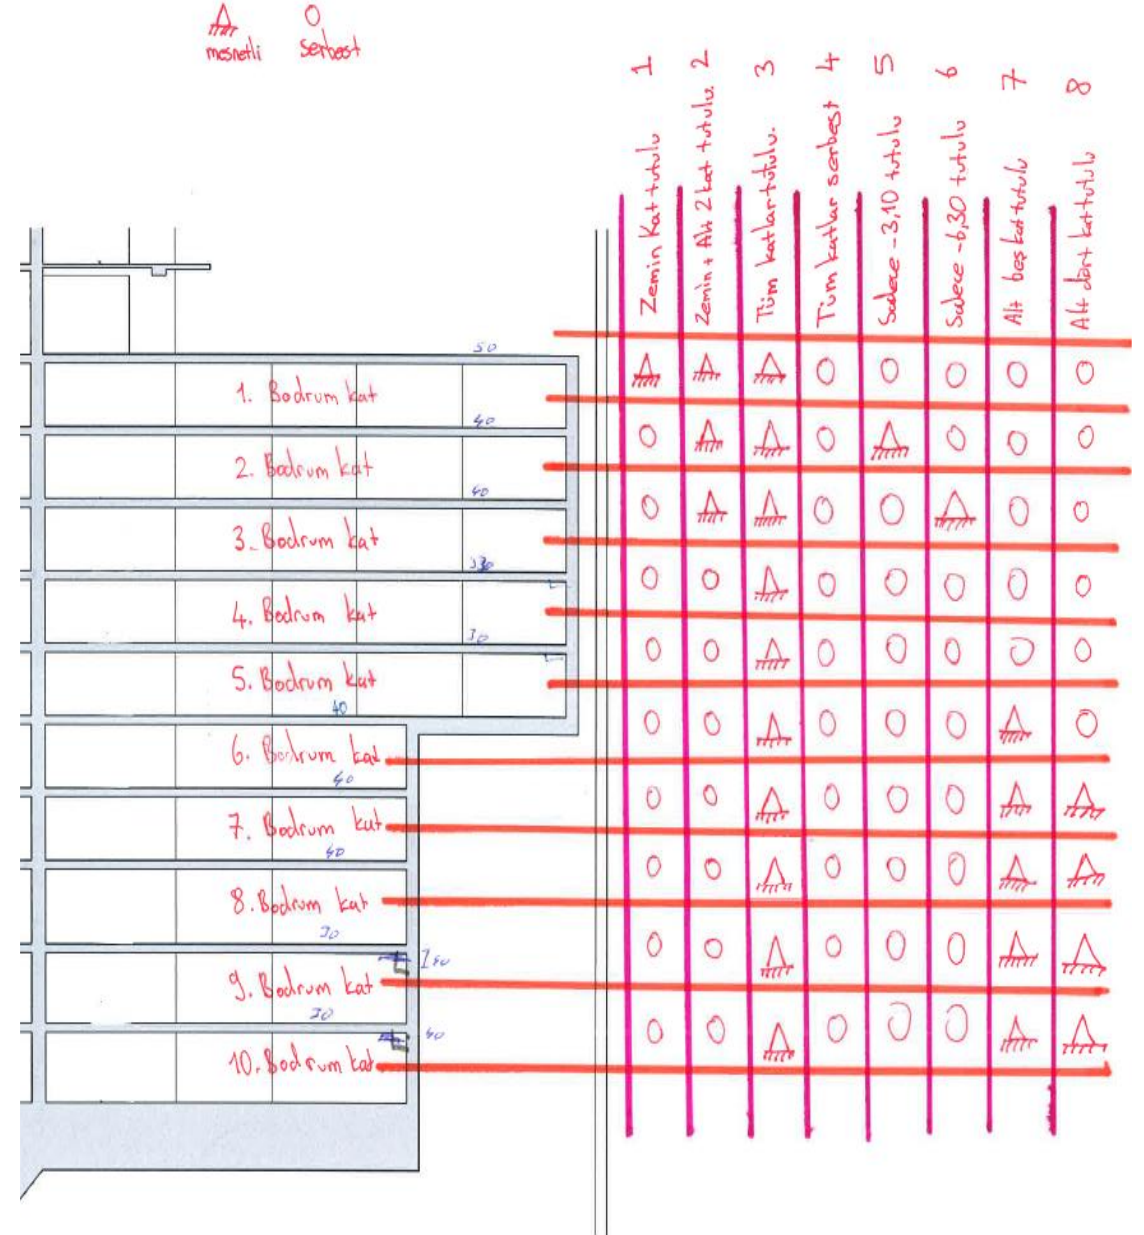 mesnetli serbest
1 2 3 4 5 6 7 8
Zemin Kat tutulu
Zemin + Alt 2 kat tutulu
Tüm katlar tutulu.
Tüm katlar serbest
Sadece -3,10 tutulu
Sadece -6,30 tutulu
Alt beş kat tutulu
Alt dört kat tutulu
50
1. Bodrum kat
40
2. Bodrum kat
40
3. Bodrum kat
4. Bodrum kat
30
5. Bodrum kat
40
6. Bodrum kat
40
7. Bodrum kat
40
8. Bodrum kat
30
9. Bodrum kat
30
40
10. Bodrum kat